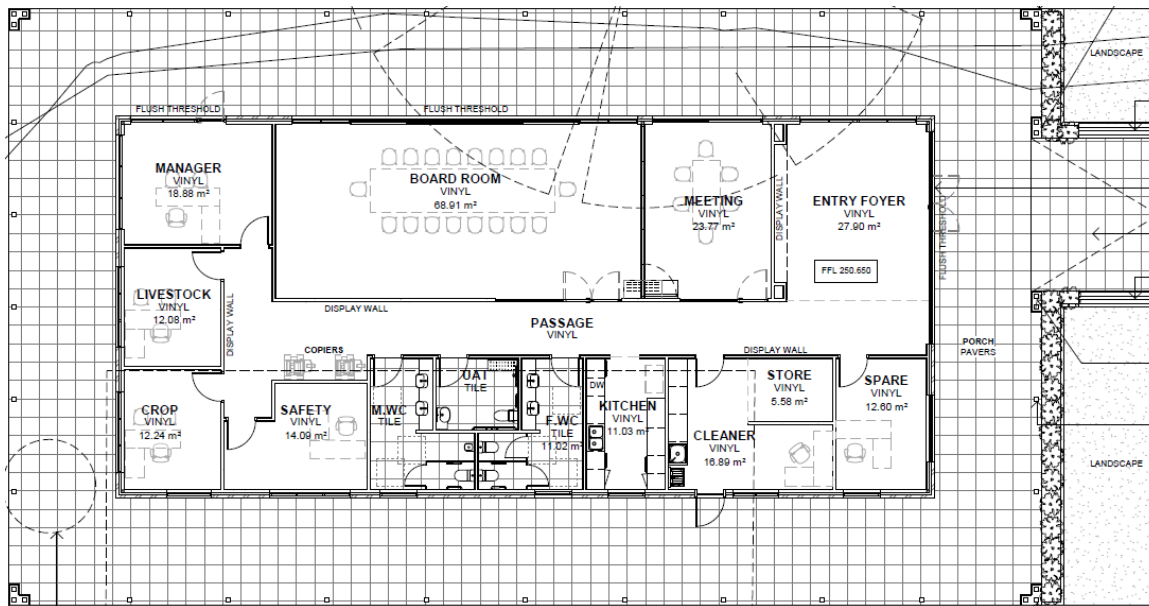 LANDSCAPE
FLUSH THRESHOLD
FLUSH THRESHOLD
MANAGER
VINYL
18.88 m²
BOARD ROOM
VINYL
68.91 m²
MEETING
VINYL
23.77 m²
DISPLAY WALL
ENTRY FOYER
VINYL
27.90 m²
FLUSH THRESHOLD
FFL 250.650
LIVESTOCK
VINYL
12.08 m²
DISPLAY WALL
DISPLAY WALL
PASSAGE
VINYL
COPIERS
DISPLAY WALL
PORCH
PAVERS
CROP
VINYL
12.24 m²
SAFETY
VINYL
14.09 m²
M.WC
TILE
UAT
TILE
F.WC
TILE
11.02 m²
DW
KITCHEN
VINYL
11.03 m²
CLEANER
VINYL
16.89 m²
STORE
VINYL
5.58 m²
SPARE
VINYL
12.60 m²
LANDSCAPE